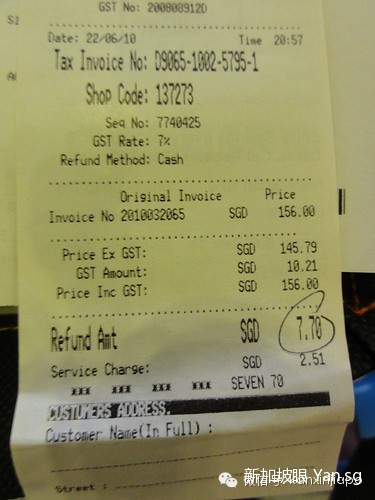 GST No: 200808912D
Date: 22/06/10 Time 20:57
Tax Invoice No: D9065-1002-5795-1
Shop Code: 137273
Seq No: 7740425
GST Rate: 7%
Refund Method: Cash
Original Invoice Price
Invoice No 2010032065 SGD 156.00
Price Ex GST: SGD 145.79
GST Amount: SGD 10.21
Price Inc GST: SGD 156.00
Refund Amt SGD 7.70
Service Charge: SGD 2.51
*** *** *** *** SEVEN 70
CUSTOMERS ADDRESS.
Customer Name(In Full) :
Street :
新加坡眼 Yan.sg